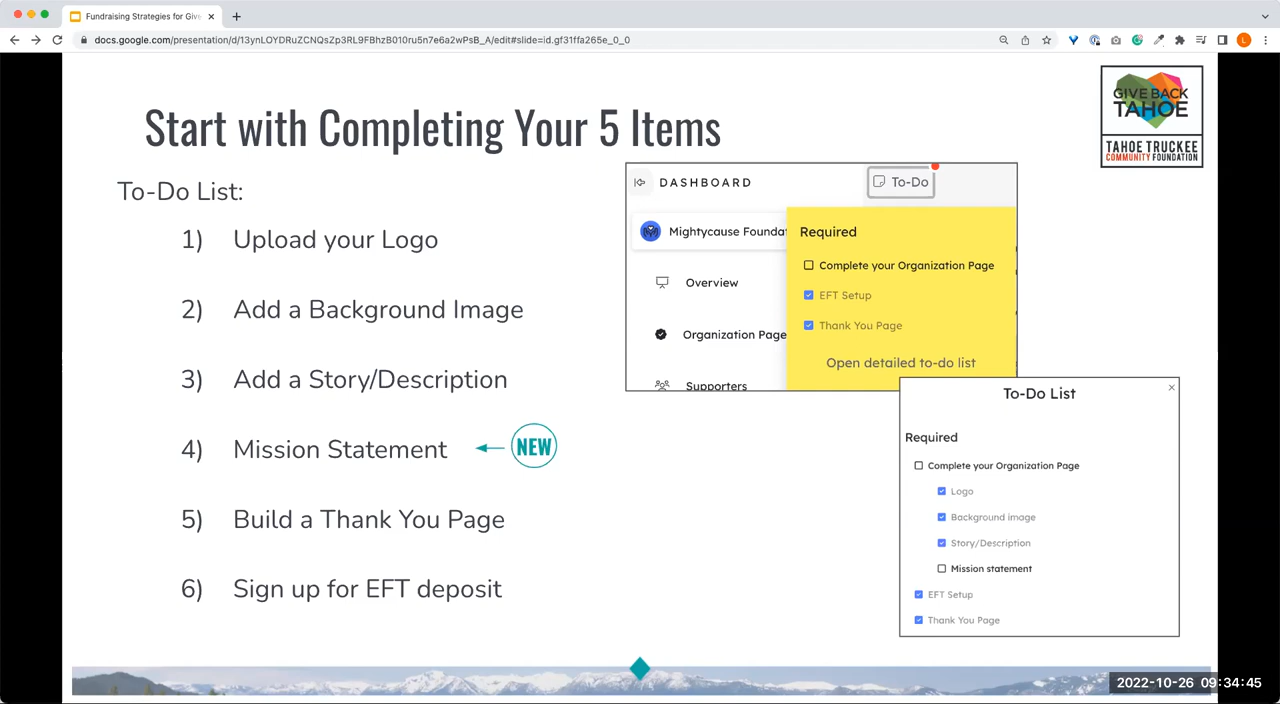 Fundraising Strategies for Give
docs.google.com/presentation/d/13ynLOYDRuZCNQsZp3RL9FBhzB010ru5n7e6a2wPsB_A/edit#slide=id.gf31ffa265e_0_0
L
GIVE BACK
TAHOE
TAHOE TRUCKEE
COMMUNITY FOUNDATION
Start with Completing Your 5 Items
To-Do List:
1) Upload your Logo
2) Add a Background Image
3) Add a Story/Description
4) Mission Statement
NEW
5) Build a Thank You Page
6) Sign up for EFT deposit
DASHBOARD
To-Do
Mightycause Foundat
Overview
Organization Page
Supporters
Required
Complete your Organization Page
EFT Setup
Thank You Page
Open detailed to-do list
To-Do List
Required
Complete your Organization Page
Logo
Background image
Story/Description
Mission statement
EFT Setup
Thank You Page
2022-10-26 09:34:45